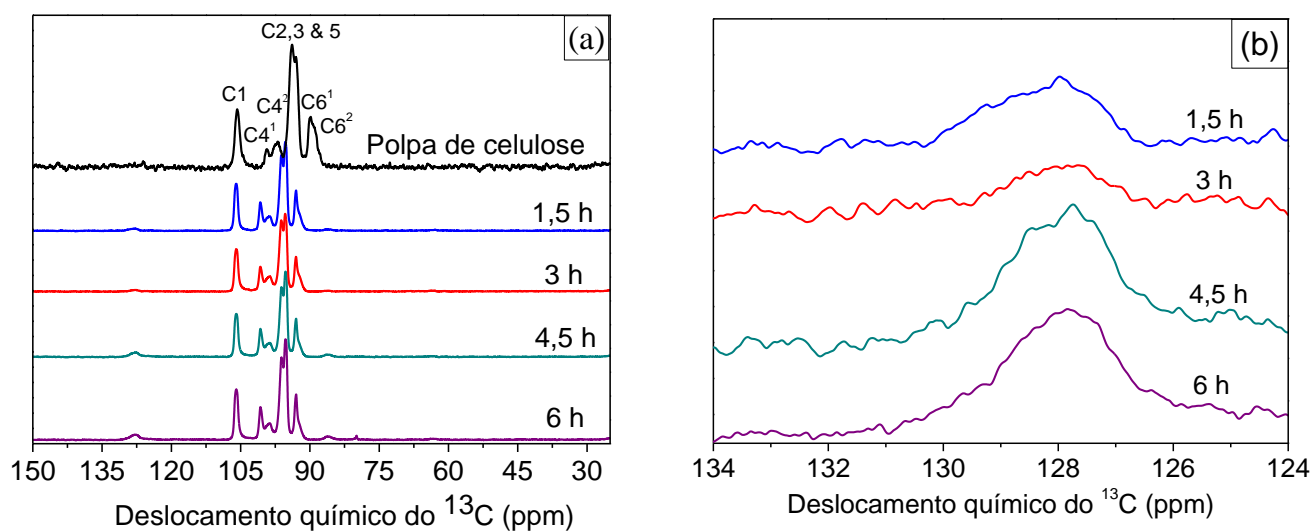 (a)
C2,3 & 5
C1
C4¹
C4²
C6¹
C6²
Polpa de celulose
1,5 h
3 h
4,5 h
6 h
150 135 120 105 90 75 60 45 30
Deslocamento químico do ¹³C (ppm)
(b)
1,5 h
3 h
4,5 h
6 h
134 132 130 128 126 124
Deslocamento químico do ¹³C (ppm)